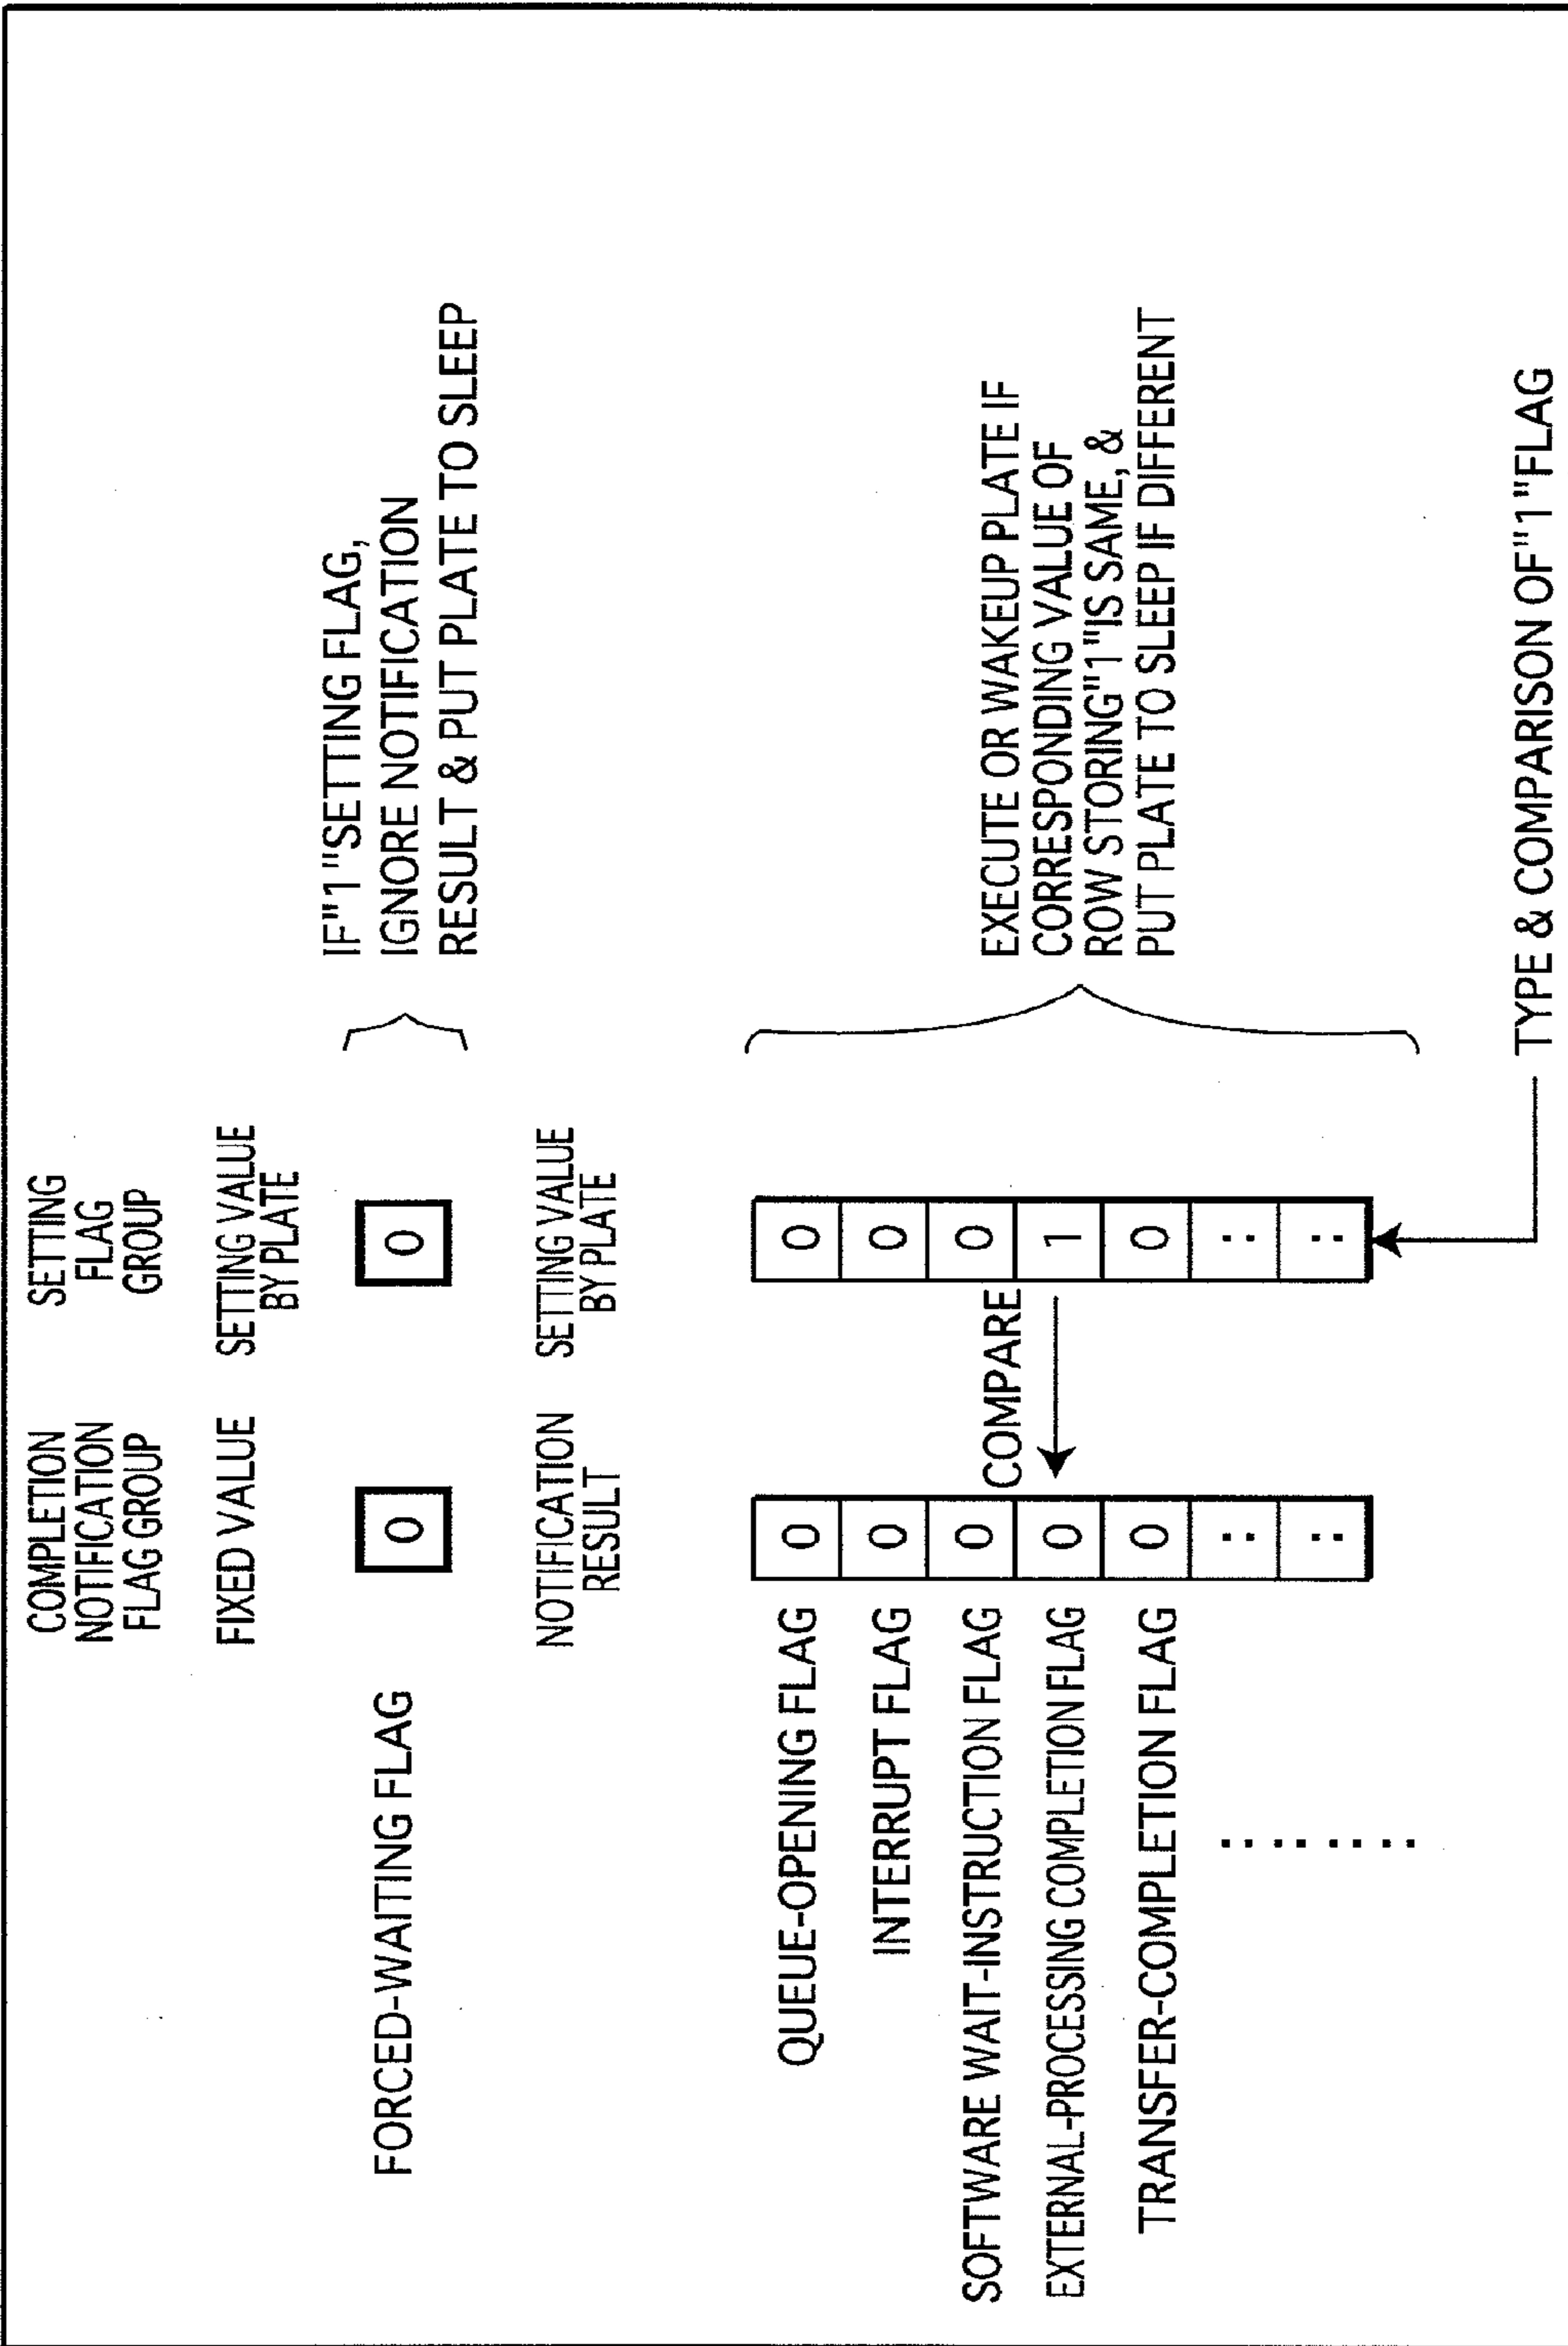 COMPLETION
NOTIFICATION
FLAG GROUP
SETTING
FLAG
GROUP
FIXED VALUE
SETTING VALUE
BY PLATE
FORCED-WAITING FLAG
0
0
IF"1"SETTING FLAG,
IGNORE NOTIFICATION
RESULT & PUT PLATE TO SLEEP
NOTIFICATION
RESULT
SETTING VALUE
BY PLATE
QUEUE-OPENING FLAG
0
0
INTERRUPT FLAG
0
0
SOFTWARE WAIT-INSTRUCTION FLAG
0
0
COMPARE
EXTERNAL-PROCESSING COMPLETION FLAG
0
1
TRANSFER-COMPLETION FLAG
0
0
........
:
:
:
:
EXECUTE OR WAKEUP PLATE IF
CORRESPONDING VALUE OF
ROW STORING"1"IS SAME, &
PUT PLATE TO SLEEP IF DIFFERENT
TYPE & COMPARISON OF"1"FLAG